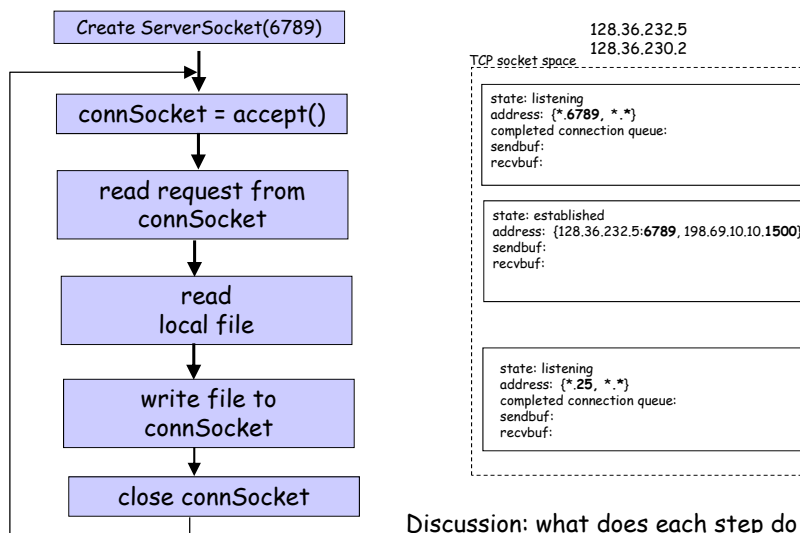 Create ServerSocket(6789)
connSocket = accept()
read request from
connSocket
read
local file
write file to
connSocket
close connSocket
128.36.232.5
128.36.230.2
TCP socket space
state: listening
address: {*.6789, *.*}
completed connection queue:
sendbuf:
recvbuf:
state: established
address: {128.36.232.5:6789, 198.69.10.10.1500}
sendbuf:
recvbuf:
state: listening
address: {*.25, *.*}
completed connection queue:
sendbuf:
recvbuf:
Discussion: what does each step do